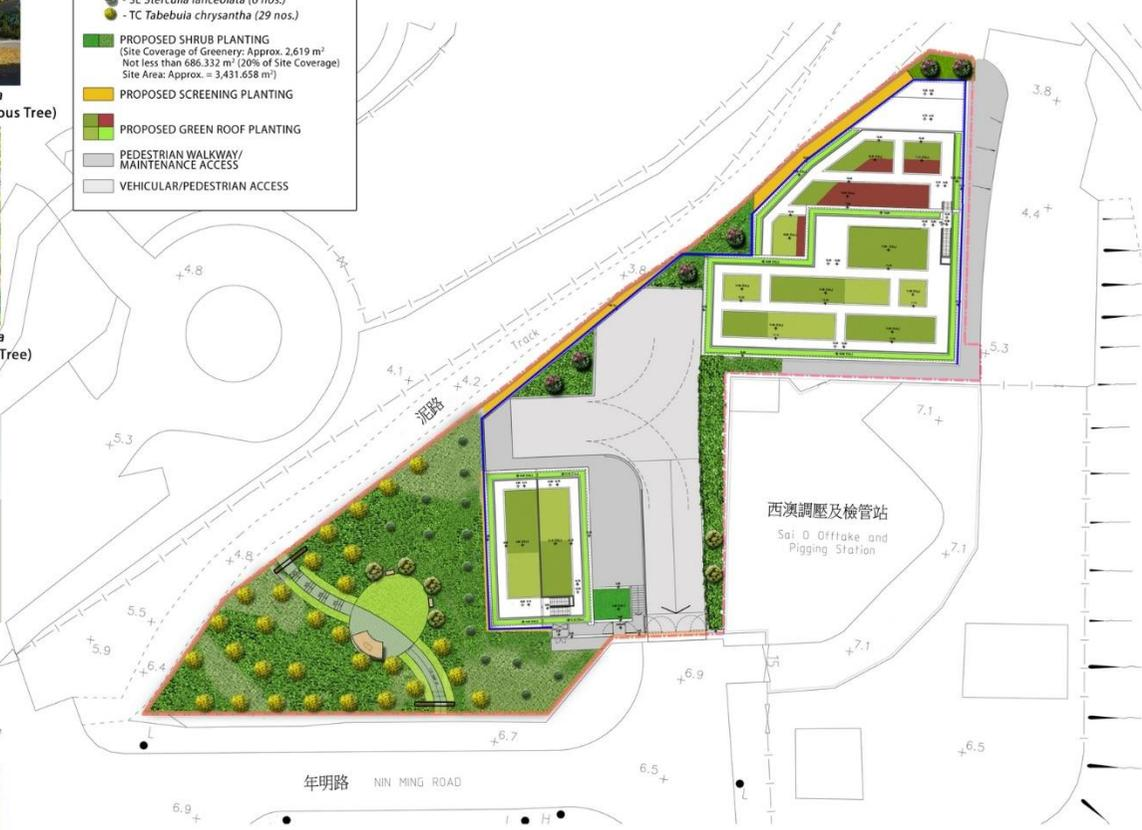 - SL Sterculia lanceolata (6 nos.)
- TC Tabebuia chrysantha (29 nos.)
PROPOSED SHRUB PLANTING
(Site Coverage of Greenery: Approx. 2,619 m²
Not less than 686.332 m² (20% of Site Coverage)
Site Area: Approx. = 3,431.658 m²)
PROPOSED SCREENING PLANTING
PROPOSED GREEN ROOF PLANTING
PEDESTRIAN WALKWAY/
MAINTENANCE ACCESS
VEHICULAR/PEDESTRIAN ACCESS
a
ous Tree)
a
Tree)
3.8
4.4
4.8
3.8
Track
5.3
4.1
4.2
泥路
7.1
5.3
西澳調壓及檢管站
Sai O Offtake and
Pigging Station
7.1
4.8
5.5
5.9
6.4
7.1
15
6.9
L
6.7
6.5
6.5
年明路 NIN MING ROAD
L
6.9
I H